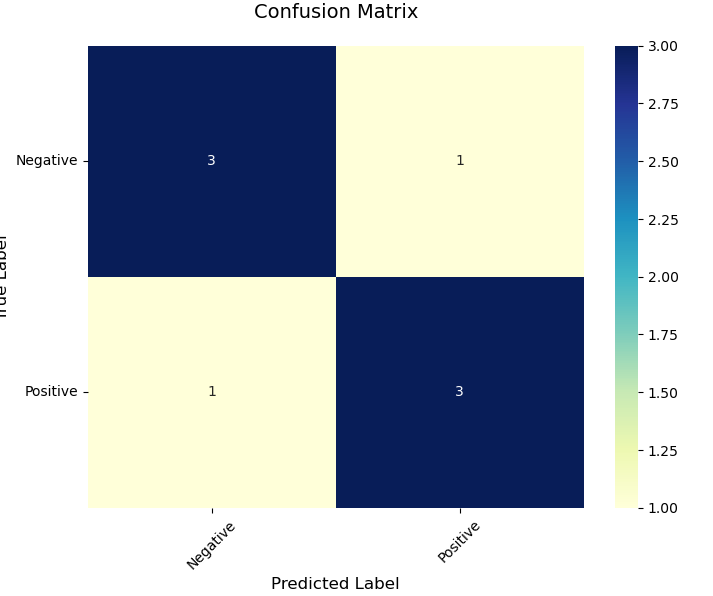 Confusion Matrix
Negative
3
1
Positive
1
3
Negative
Positive
Predicted Label
True Label
3.00
2.75
2.50
2.25
2.00
1.75
1.50
1.25
1.00